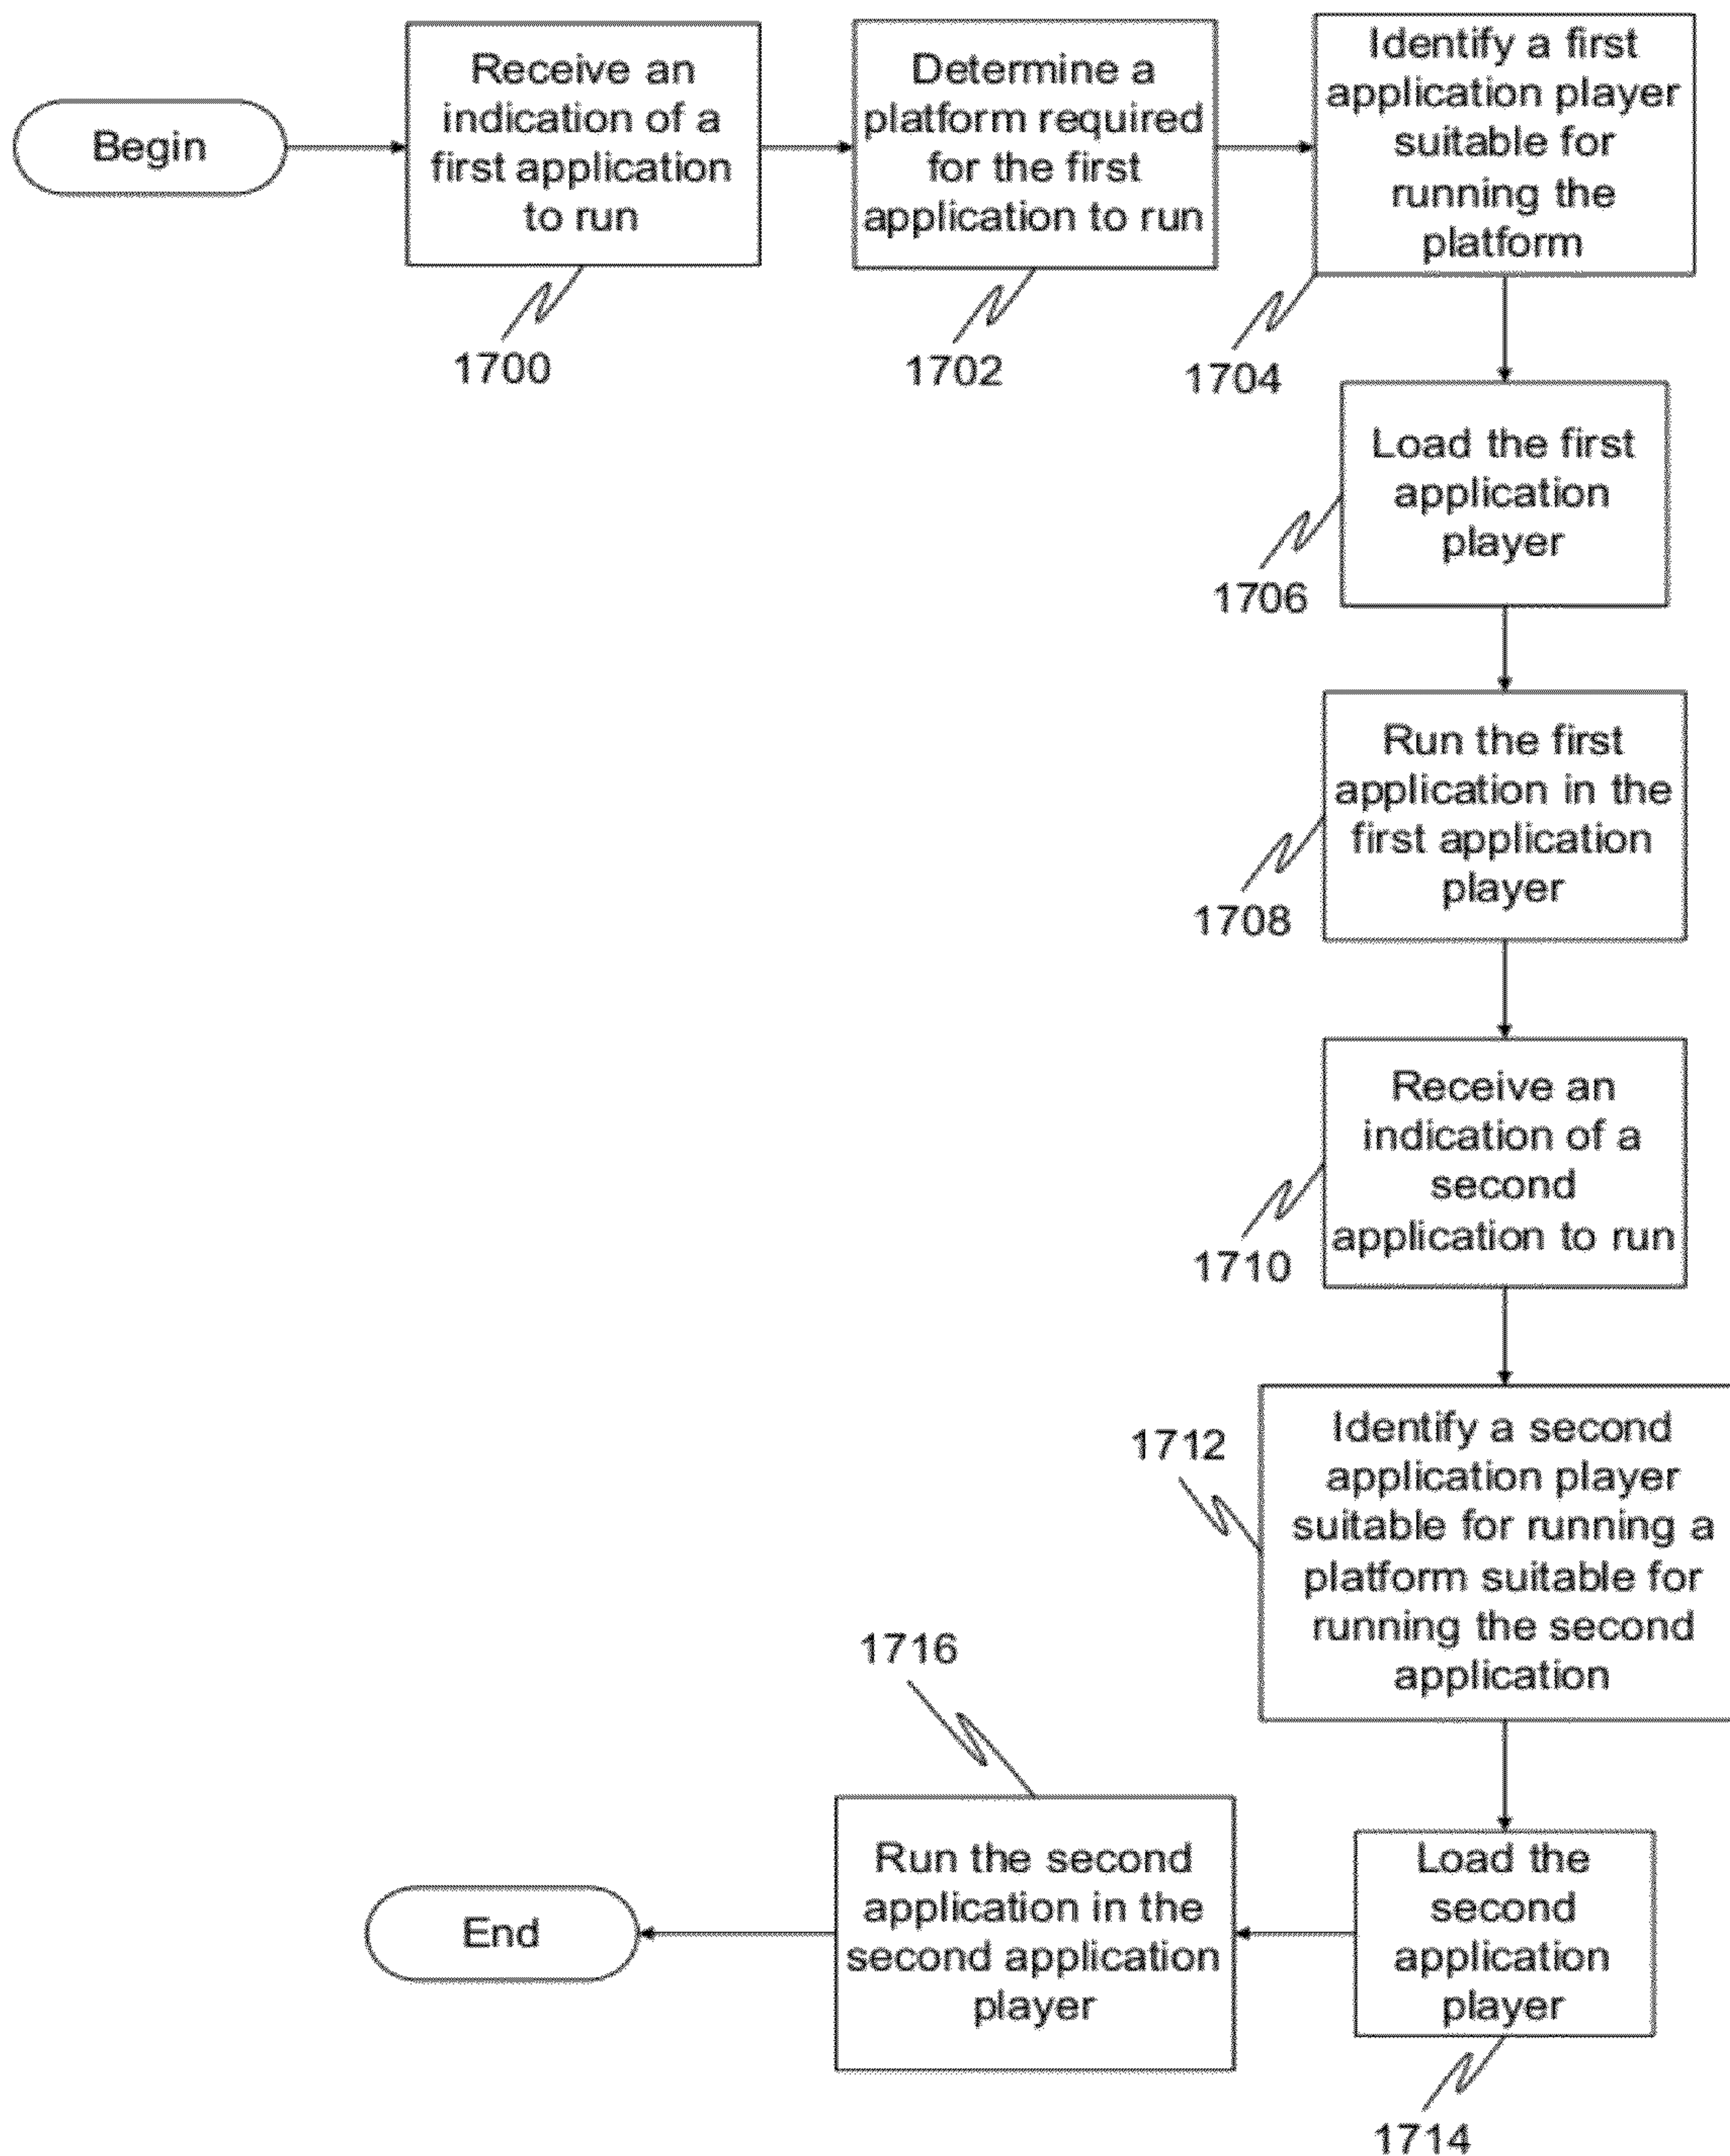 Begin
Receive an
indication of a
first application
to run
1700
Determine a
platform required
for the first
application to run
1702
Identify a first
application player
suitable for
running the
platform
1704
Load the first
application
player
1706
Run the first
application in the
first application
player
1708
Receive an
indication of a
second
application to run
1710
Identify a second
application player
suitable for running a
platform suitable for
running the second
application
1712
Load the
second
application
player
1714
Run the second
application in the
second application
player
1716
End